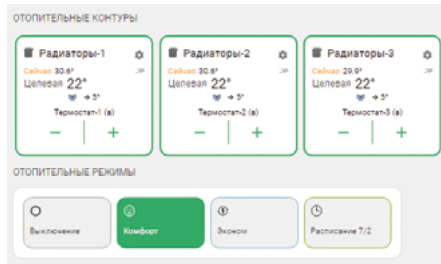 ОТОПИТЕЛЬНЫЕ КОНТУРЫ
Радиаторы-1
Сейчас 30.6°
Целевая 22°
→ 5°
Термостат-1 (в)
− | +
Радиаторы-2
Сейчас 30.6°
Целевая 22°
→ 5°
Термостат-2 (в)
− | +
Радиаторы-3
Сейчас 29.9°
Целевая 22°
→ 5°
Термостат-3 (в)
− | +
ОТОПИТЕЛЬНЫЕ РЕЖИМЫ
Выключение
Комфорт
Эконом
Расписание 7/2